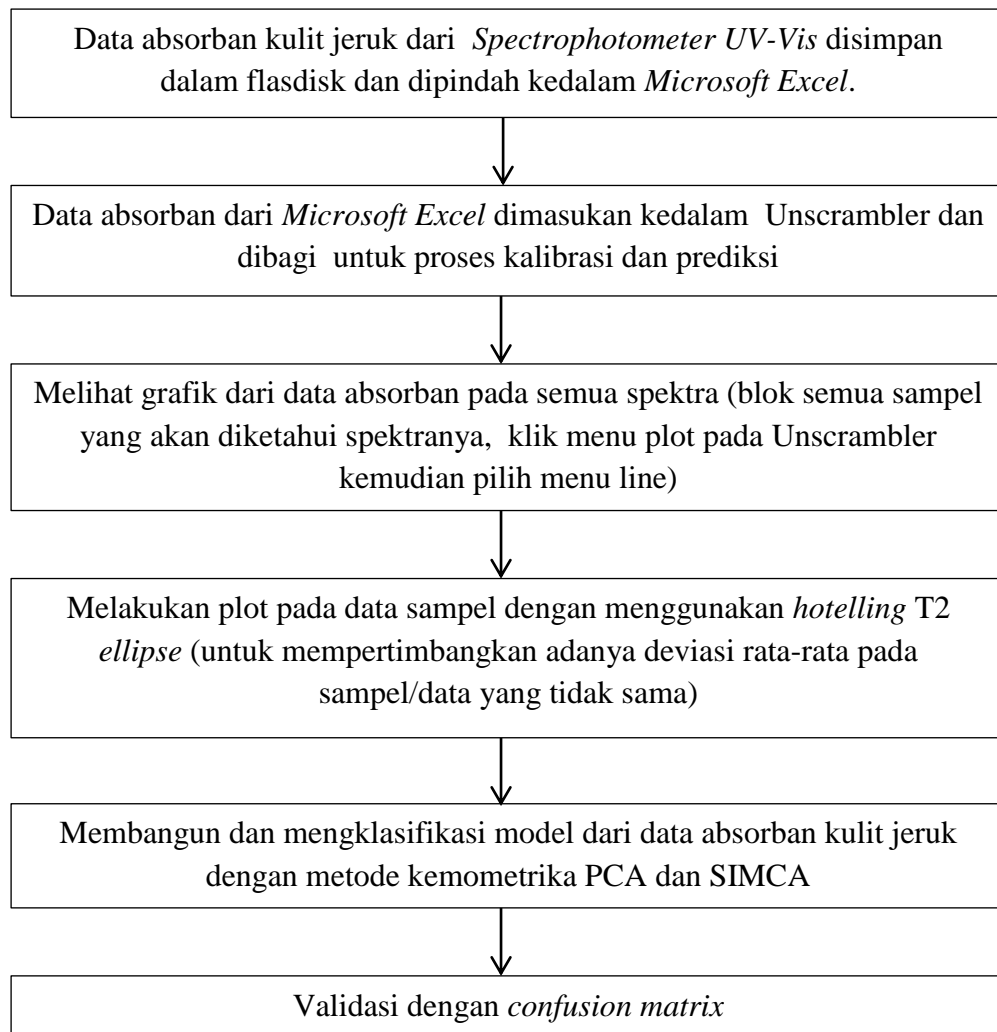 Data absorban kulit jeruk dari Spectrophotometer UV-Vis disimpan
dalam flasdisk dan dipindah kedalam Microsoft Excel.
Data absorban dari Microsoft Excel dimasukan kedalam Unscrambler dan
dibagi untuk proses kalibrasi dan prediksi
Melihat grafik dari data absorban pada semua spektra (blok semua sampel
yang akan diketahui spektranya, klik menu plot pada Unscrambler
kemudian pilih menu line)
Melakukan plot pada data sampel dengan menggunakan hotelling T2
ellipse (untuk mempertimbangkan adanya deviasi rata-rata pada
sampel/data yang tidak sama)
Membangun dan mengklasifikasi model dari data absorban kulit jeruk
dengan metode kemometrika PCA dan SIMCA
Validasi dengan confusion matrix